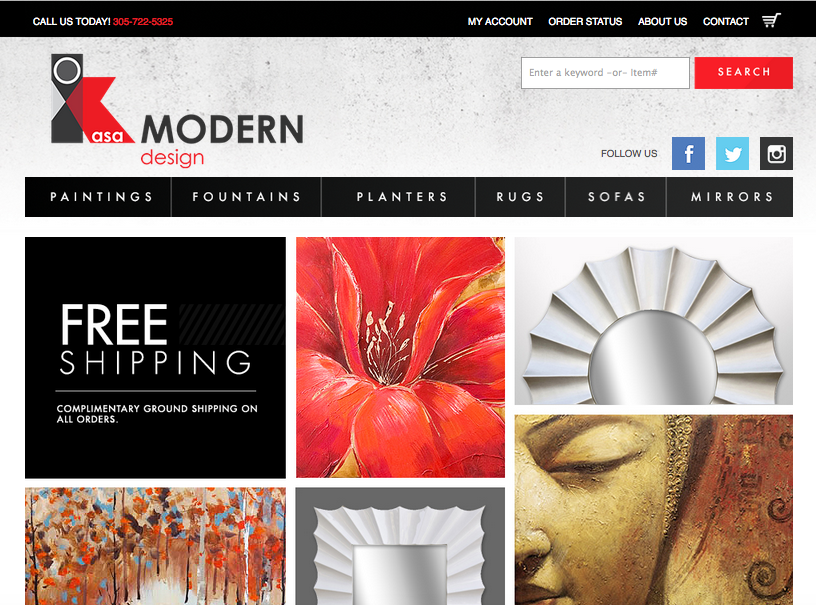 CALL US TODAY! 305-722-5325
MY ACCOUNT ORDER STATUS ABOUT US CONTACT
Kasa MODERN
design
Enter a keyword -or- Item#
SEARCH
FOLLOW US
PAINTINGS FOUNTAINS PLANTERS RUGS SOFAS MIRRORS
FREE
SHIPPING
COMPLIMENTARY GROUND SHIPPING ON
ALL ORDERS.